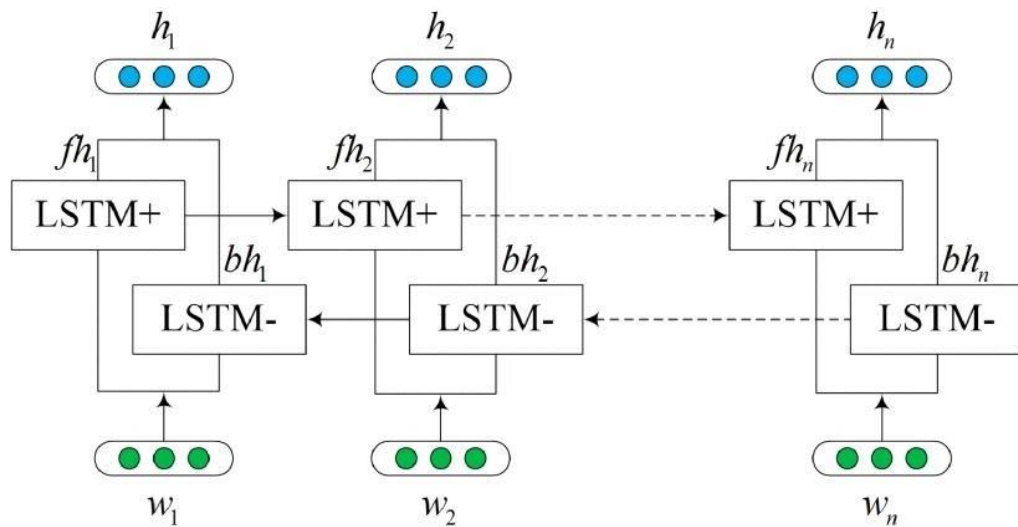 h₁ h₂ hₙ
fh₁ fh₂ fhₙ
LSTM+ LSTM+ LSTM+
bh₁ bh₂ bhₙ
LSTM- LSTM- LSTM-
w₁ w₂ wₙ